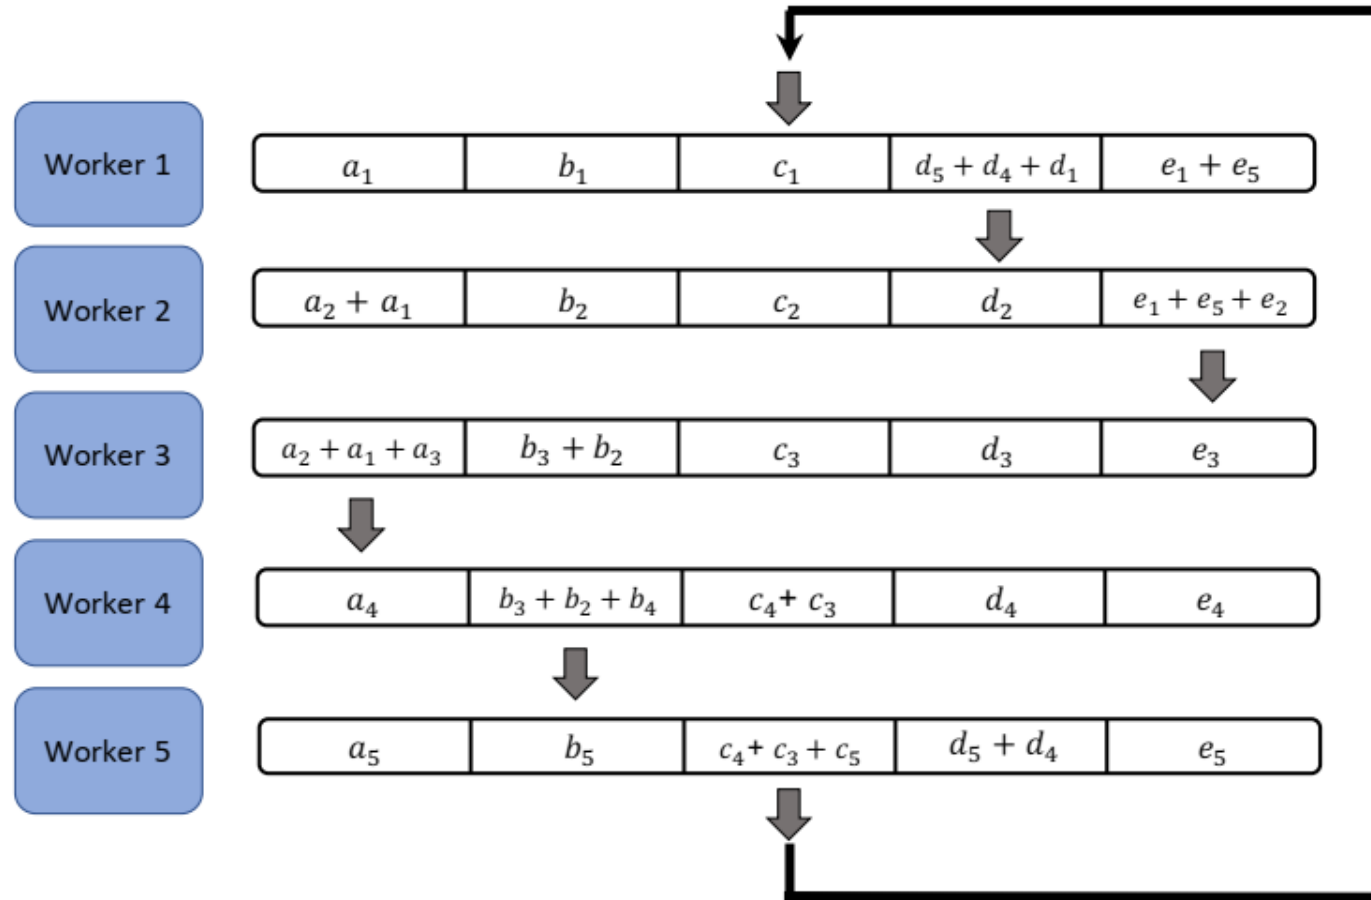 Worker 1 a₁ b₁ c₁ d₅ + d₄ + d₁ e₁ + e₅
Worker 2 a₂ + a₁ b₂ c₂ d₂ e₁ + e₅ + e₂
Worker 3 a₂ + a₁ + a₃ b₃ + b₂ c₃ d₃ e₃
Worker 4 a₄ b₃ + b₂ + b₄ c₄+ c₃ d₄ e₄
Worker 5 a₅ b₅ c₄+ c₃ + c₅ d₅ + d₄ e₅